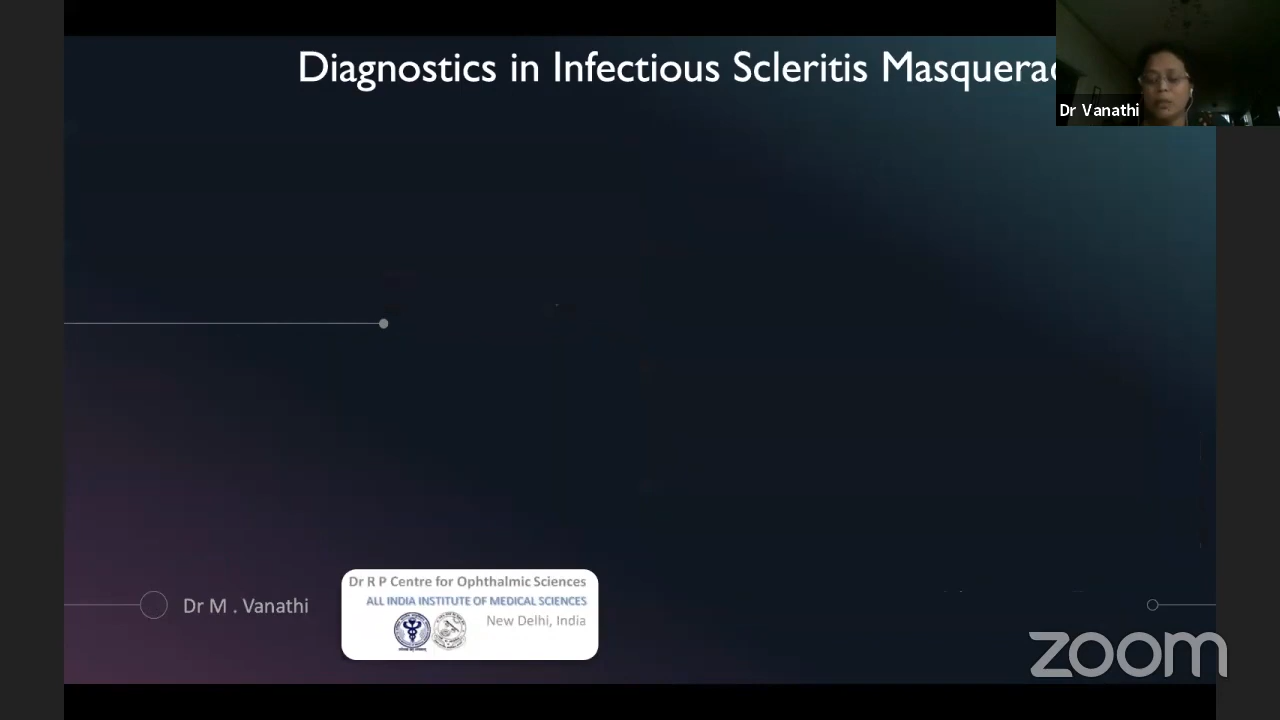 Diagnostics in Infectious Scleritis
Dr Vanathi
Dr M . Vanathi
Dr R P Centre for Ophthalmic Sciences
ALL INDIA INSTITUTE OF MEDICAL SCIENCES
New Delhi, India
zoom